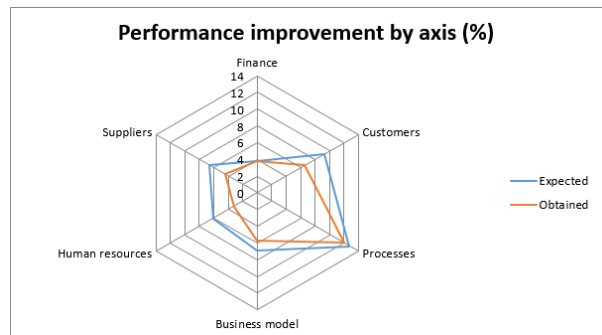 Performance improvement by axis (%)
Finance
14
12
10
8
6
4
2
0
Suppliers
Customers
Expected
Obtained
Human resources
Processes
Business model